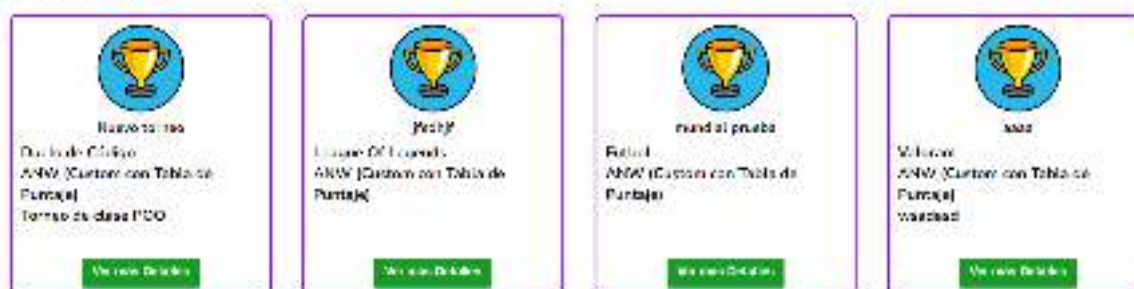 Nuevo torneo
Duelo de Código
ANW (Custom con Tabla de
Puntaje)
Torneo de clase POO
Ver más Detalles
League Of Legends
ANW (Custom con Tabla de
Puntaje)
Ver más Detalles
mundial prueba
Futbol
ANW (Custom con Tabla de
Puntaje)
Ver más Detalles
Valorant
ANW (Custom con Tabla de
Puntaje)
Ver más Detalles